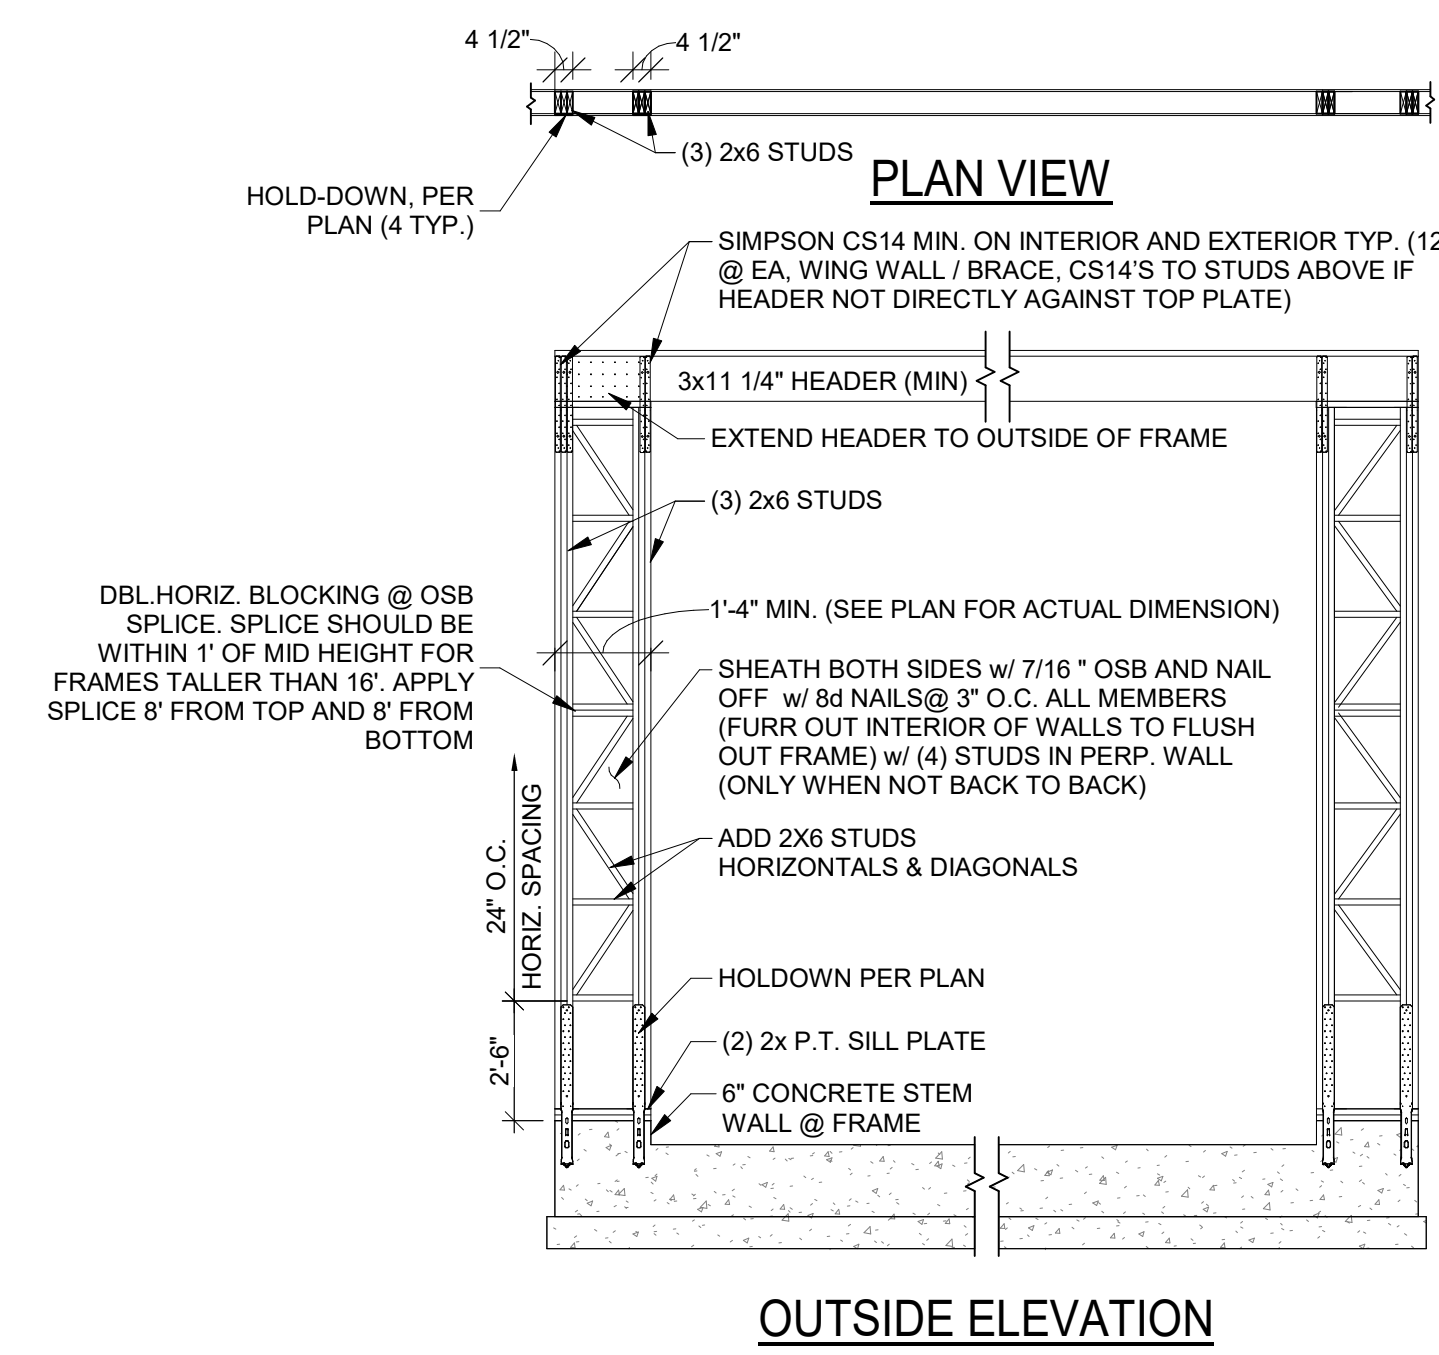 4 1/2"
4 1/2"
(3) 2x6 STUDS
PLAN VIEW
HOLD-DOWN, PER
PLAN (4 TYP.)
SIMPSON CS14 MIN. ON INTERIOR AND EXTERIOR TYP. (12
@ EA, WING WALL / BRACE, CS14'S TO STUDS ABOVE IF
HEADER NOT DIRECTLY AGAINST TOP PLATE)
3x11 1/4" HEADER (MIN)
EXTEND HEADER TO OUTSIDE OF FRAME
(3) 2x6 STUDS
DBL.HORIZ. BLOCKING @ OSB
SPLICE. SPLICE SHOULD BE
WITHIN 1' OF MID HEIGHT FOR
FRAMES TALLER THAN 16'. APPLY
SPLICE 8' FROM TOP AND 8' FROM
BOTTOM
1'-4" MIN. (SEE PLAN FOR ACTUAL DIMENSION)
SHEATH BOTH SIDES w/ 7/16 " OSB AND NAIL
OFF w/ 8d NAILS@ 3" O.C. ALL MEMBERS
(FURR OUT INTERIOR OF WALLS TO FLUSH
OUT FRAME) w/ (4) STUDS IN PERP. WALL
(ONLY WHEN NOT BACK TO BACK)
24" O.C.
HORIZ. SPACING
ADD 2X6 STUDS
HORIZONTALS & DIAGONALS
HOLDOWN PER PLAN
2'-6"
(2) 2x P.T. SILL PLATE
6" CONCRETE STEM
WALL @ FRAME
OUTSIDE ELEVATION